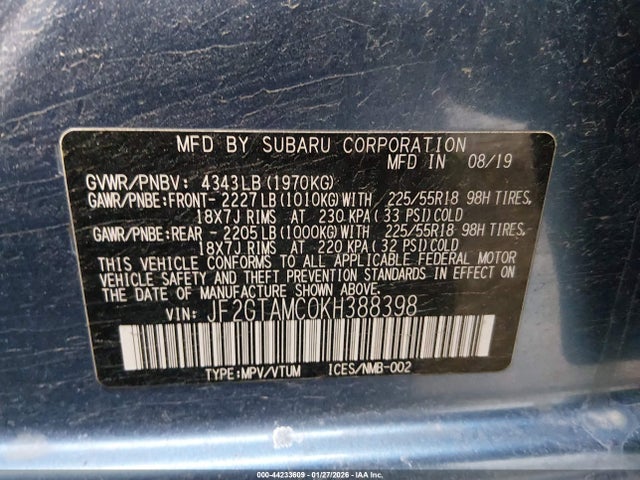 MFD BY SUBARU CORPORATION
MFD IN 08/19
GVWR/PNBV: 4343LB(1970KG)
GAWR/PNBE:FRONT- 2227LB(1010KG)WITH 225/55R18 98H TIRES,
18X7J RIMS AT 230 KPA(33 PSI)COLD
GAWR/PNBE:REAR - 2205LB(1000KG)WITH 225/55R18 98H TIRES,
18X7J RIMS AT 220 KPA(32 PSI)COLD
THIS VEHICLE CONFORMS TO ALL APPLICABLE FEDERAL MOTOR
VEHICLE SAFETY AND THEFT PREVENTION STANDARDS IN EFFECT ON
THE DATE OF MANUFACTURE SHOWN ABOVE.
VIN: JF2GTAMC0KH388398
TYPE:MPV/VTUM ICES/NMB-002
000-44233609 - 01/27/2026 - IAA Inc.